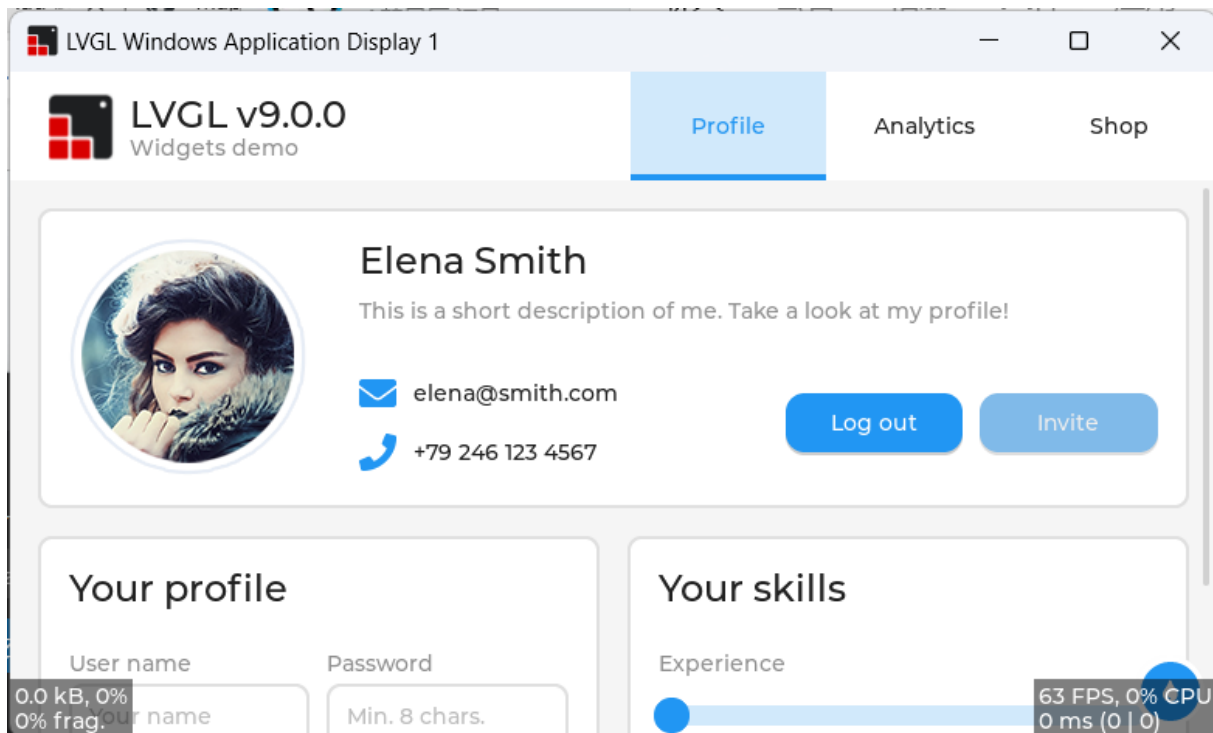 LVGL Windows Application Display 1
LVGL v9.0.0
Widgets demo
Profile
Analytics
Shop
Elena Smith
This is a short description of me. Take a look at my profile!
elena@smith.com
+79 246 123 4567
Log out
Invite
Your profile
Your skills
User name
Password
Experience
Your name
Min. 8 chars.
0.0 kB, 0%
0% frag.
63 FPS, 0% CPU
0 ms (0 | 0)